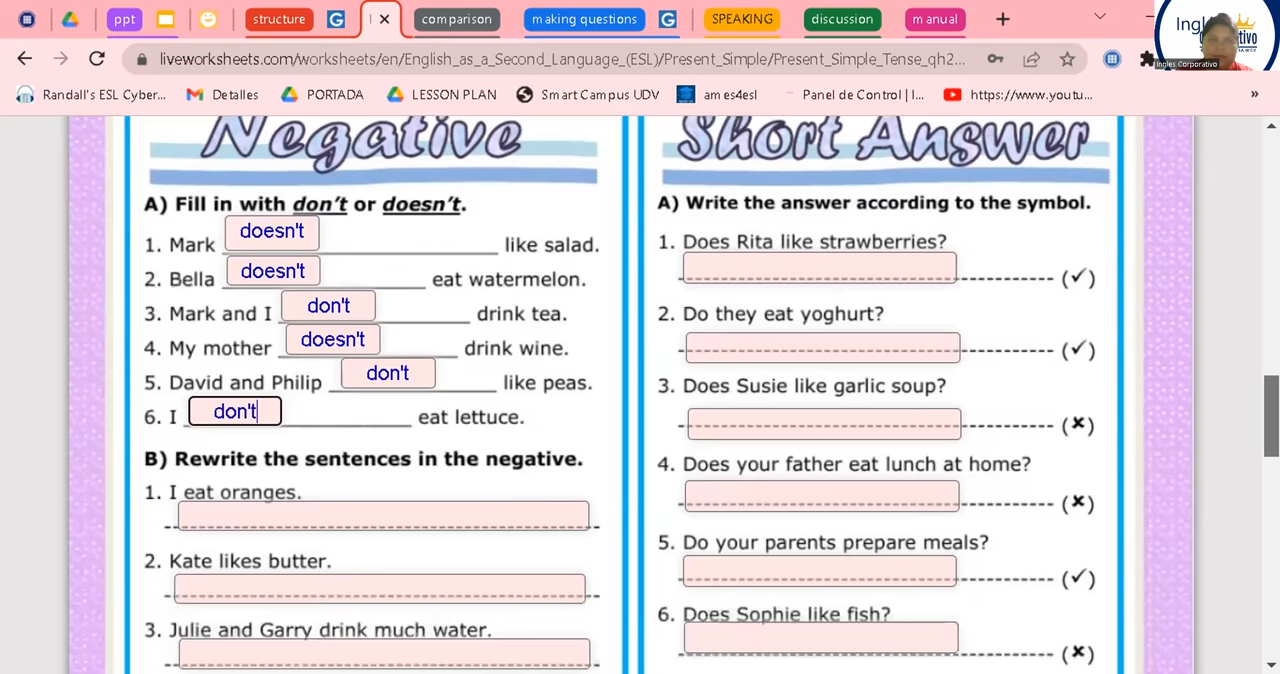 ppt
structure
comparison
making questions
SPEAKING
discussion
manual
liveworksheets.com/worksheets/en/English_as_a_Second_Language_(ESL)/Present_Simple/Present_Simple_Tense_qh2...
Ingles Corporativo
Randall's ESL Cyber...
Detalles
PORTADA
LESSON PLAN
Smart Campus UDV
ames4esl
Panel de Control | I...
https://www.youtu...
»
Negative
A) Fill in with don't or doesn't.
1. Mark doesn't like salad.
2. Bella doesn't eat watermelon.
3. Mark and I don't drink tea.
4. My mother doesn't drink wine.
5. David and Philip don't like peas.
6. I don't eat lettuce.
B) Rewrite the sentences in the negative.
1. I eat oranges.
2. Kate likes butter.
3. Julie and Garry drink much water.
Short Answer
A) Write the answer according to the symbol.
1. Does Rita like strawberries?
(✓)
2. Do they eat yoghurt?
(✓)
3. Does Susie like garlic soup?
(✗)
4. Does your father eat lunch at home?
(✗)
5. Do your parents prepare meals?
(✓)
6. Does Sophie like fish?
(✗)